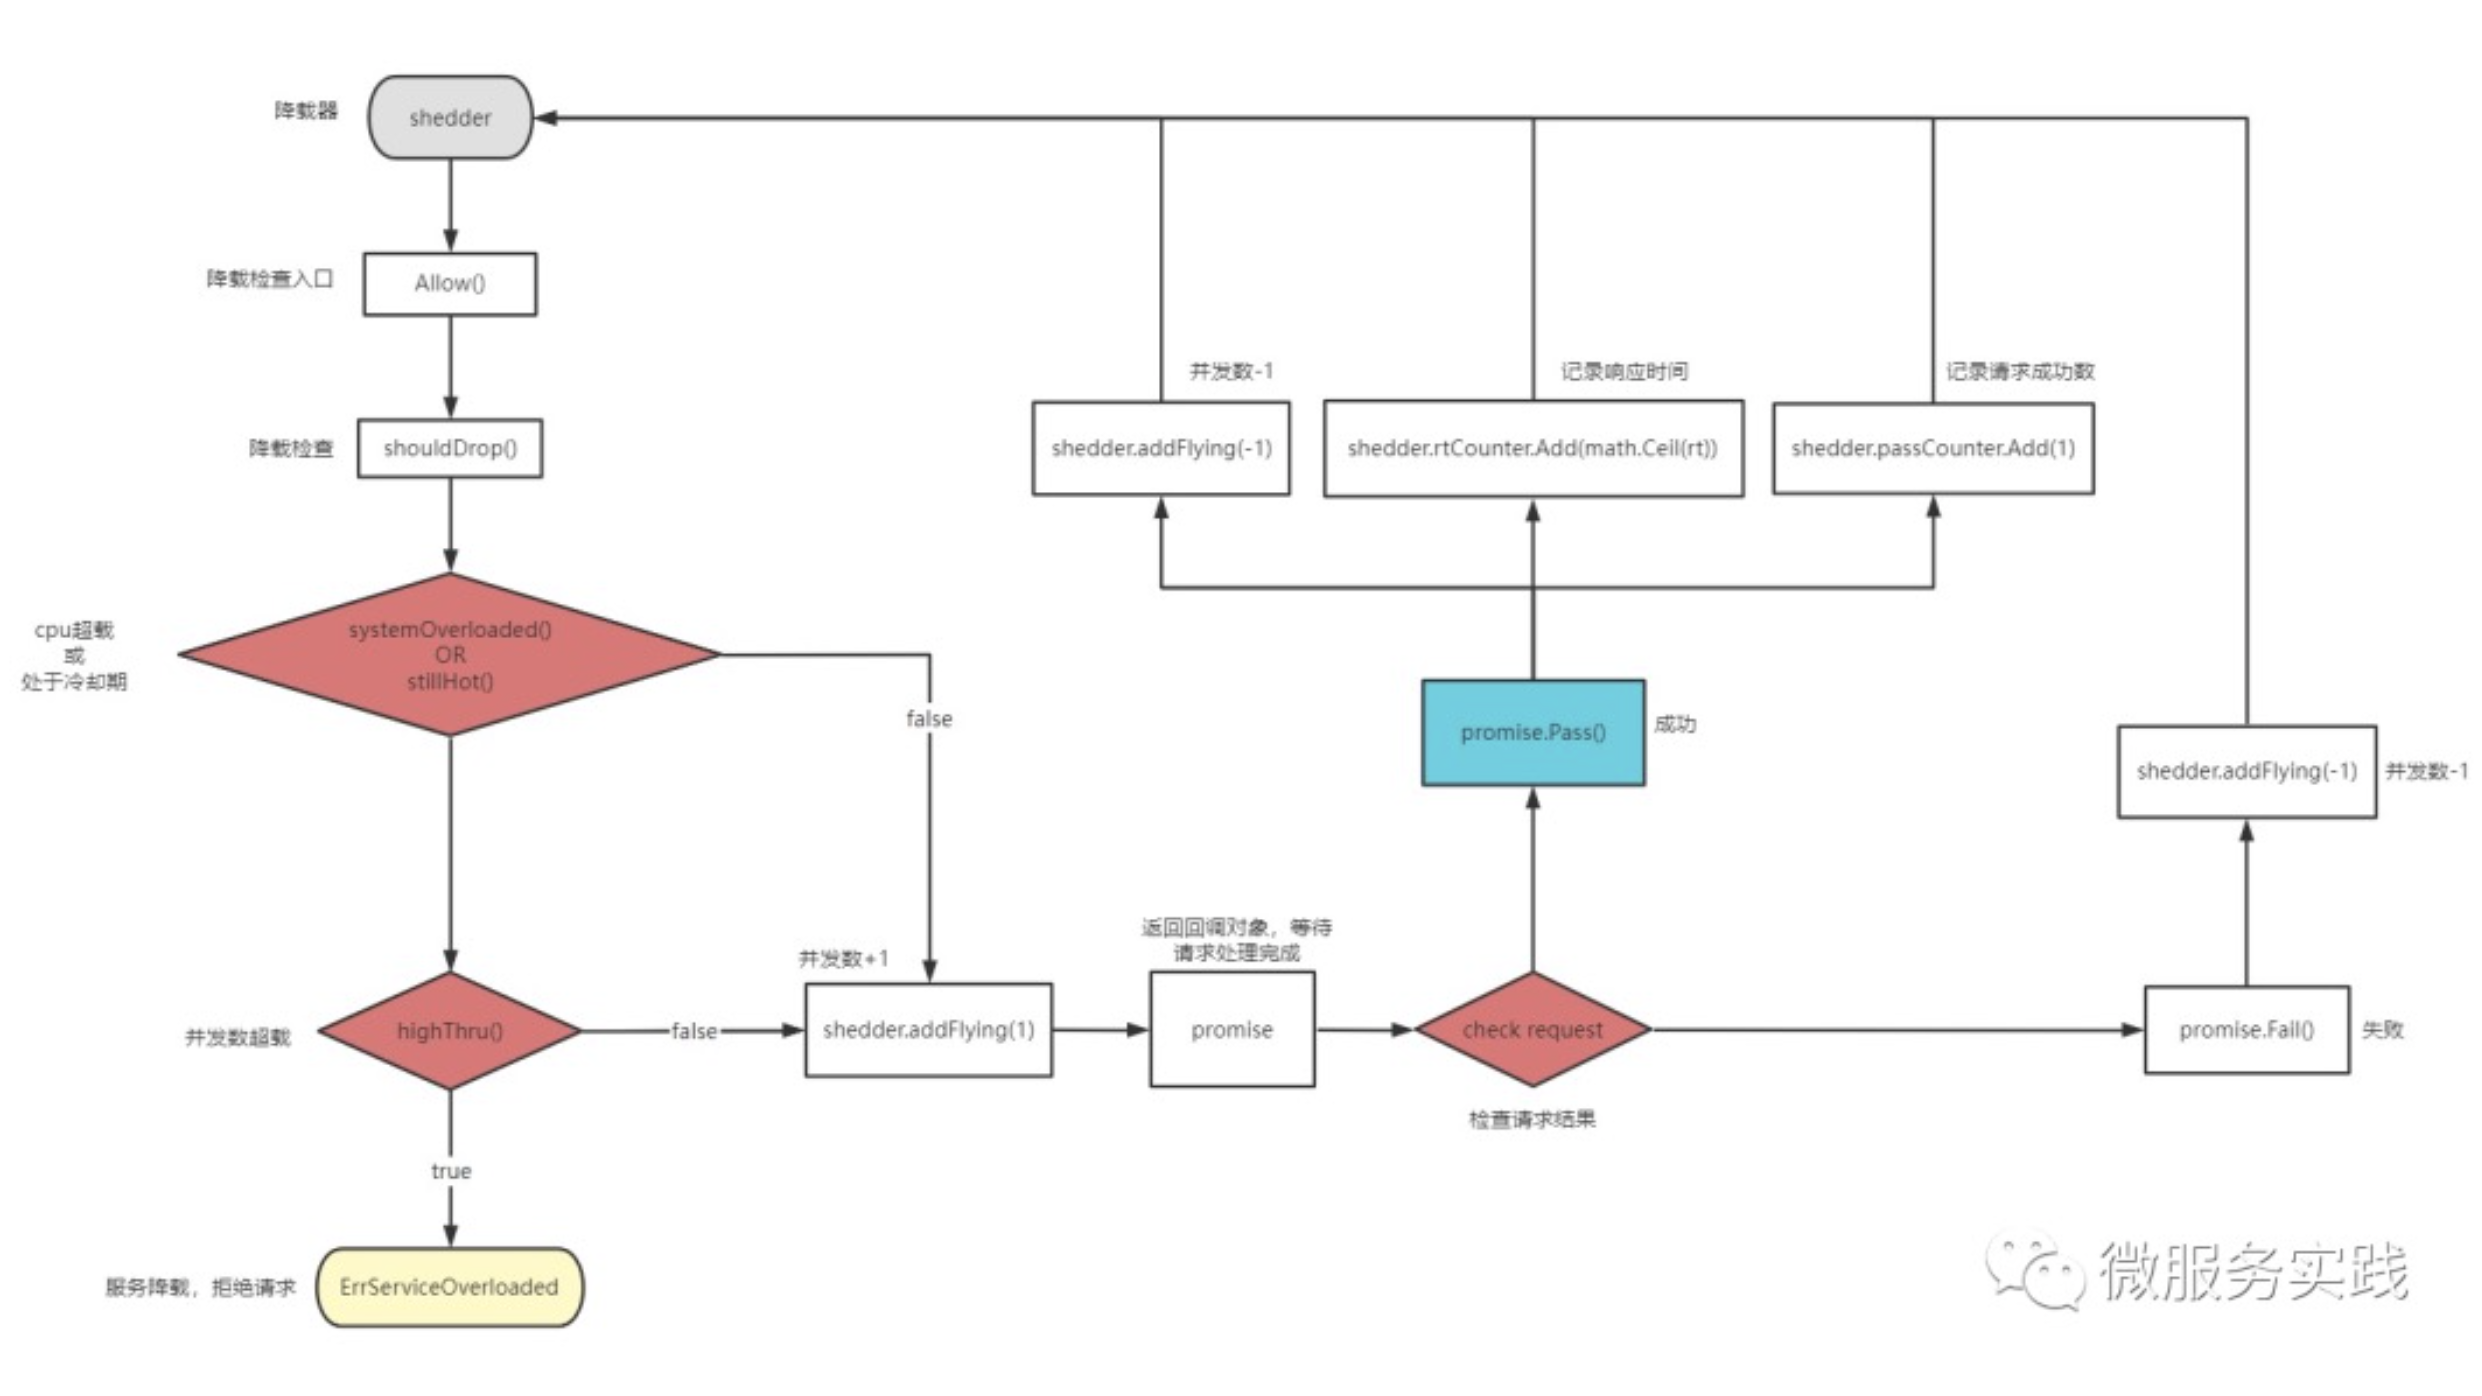 降载器
shedder
降载检查入口
Allow()
降载检查
shouldDrop()
cpu超载
或
处于冷却期
systemOverloaded()
OR
stillHot()
false
并发数-1
shedder.addFlying(-1)
记录响应时间
shedder.rtCounter.Add(math.Ceil(rt))
记录请求成功数
shedder.passCounter.Add(1)
promise.Pass()
成功
shedder.addFlying(-1)
并发数-1
并发数超载
highThru()
false
并发数+1
shedder.addFlying(1)
返回回调对象，等待
请求处理完成
promise
check request
检查请求结果
promise.Fail()
失败
true
服务降载，拒绝请求
ErrServiceOverloaded
微服务实践